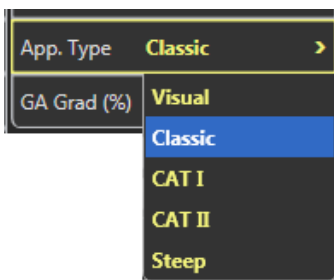 App. Type Classic >
GA Grad (%) Visual
Classic
CAT I
CAT II
Steep